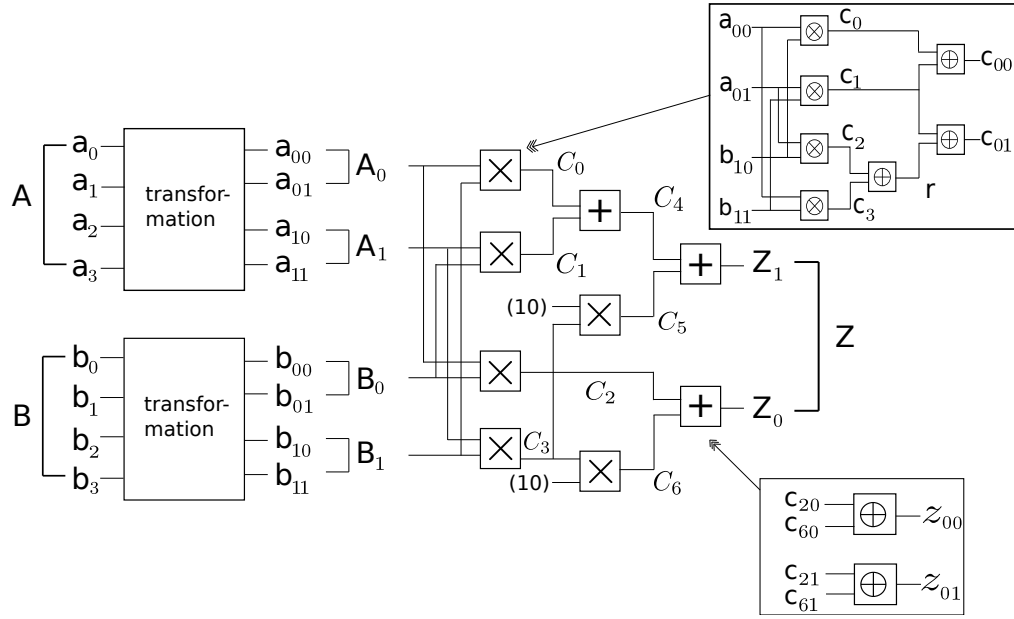 A
a₀
a₁
a₂
a₃
transfor-
mation
a₀₀
a₀₁
a₁₀
a₁₁
A₀
A₁
B
b₀
b₁
b₂
b₃
transfor-
mation
b₀₀
b₀₁
b₁₀
b₁₁
B₀
B₁
×
C₀
×
C₁
+
C₄
(10)
×
C₅
+
Z₁
×
C₂
×
C₃
(10)
×
C₆
+
Z₀
Z
a₀₀
a₀₁
b₁₀
b₁₁
⊗
c₀
⊗
c₁
⊗
c₂
⊗
c₃
⊕
r
⊕
c₀₀
⊕
c₀₁
c₂₀
c₆₀
⊕
z₀₀
c₂₁
c₆₁
⊕
z₀₁